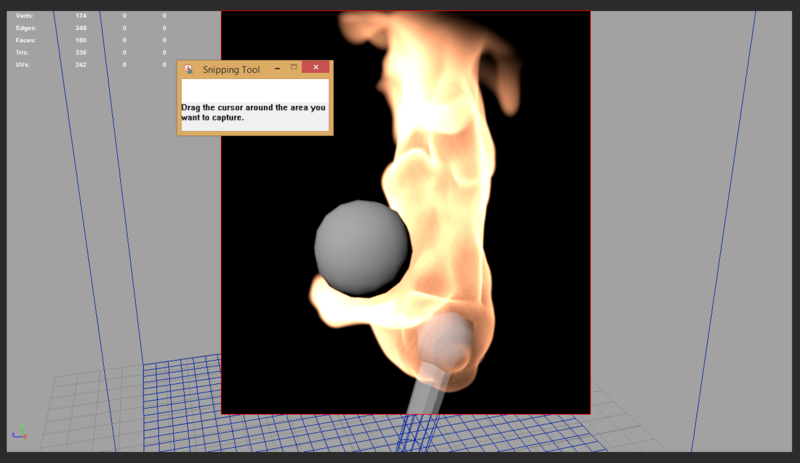 Verts: 174 0 0
Edges: 348 0 0
Faces: 180 0 0
Tris: 336 0 0
UVs: 242 0 0
Snipping Tool
Drag the cursor around the area you
want to capture.